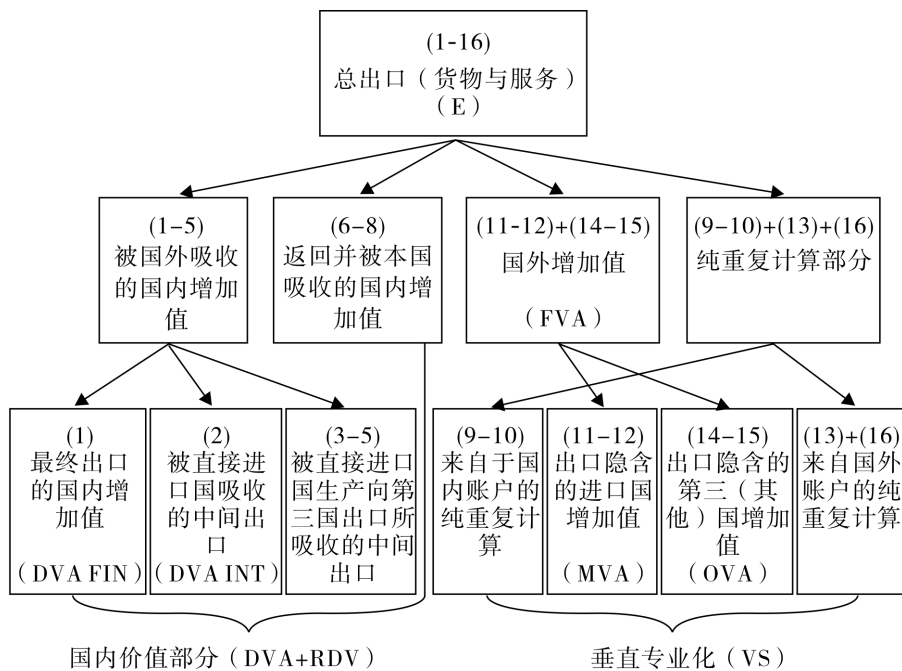 (1-16)
总出口（货物与服务）
（E）
(1-5)
被国外吸收
的国内增加
值
(6-8)
返回并被本国
吸收的国内增
加值
(11-12)+(14-15)
国外增加值
（FVA）
(9-10)+(13)+(16)
纯重复计算部分
(1)
最终出口
的国内增
加值
(DVA FIN)
(2)
被直接进
口国吸收
的中间出
口
(DVA INT)
(3-5)
被直接进口
国生产向第
三国出口所
吸收的中间
出口
(9-10)
来自于国
内账户的
纯重复计
算
(11-12)
出口隐含
的进口国
增加值
(MVA)
(14-15)
出口隐含的
第三（其
他）国增加
值
(OVA)
(13)+(16)
来自国外
账户的纯
重复计算
国内价值部分（DVA+RDV）
垂直专业化（VS）